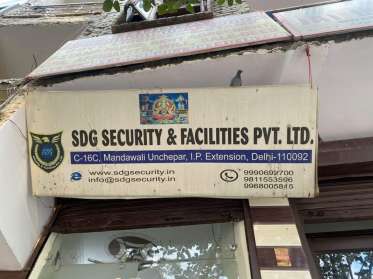 SDG SECURITY & FACILITIES PVT. LTD.
C-16C, Mandawali Unchepar, I.P. Extension, Delhi-110092
www.sdgsecurity.in
info@sdgsecurity.in
9990692700
9811553596
9968005815